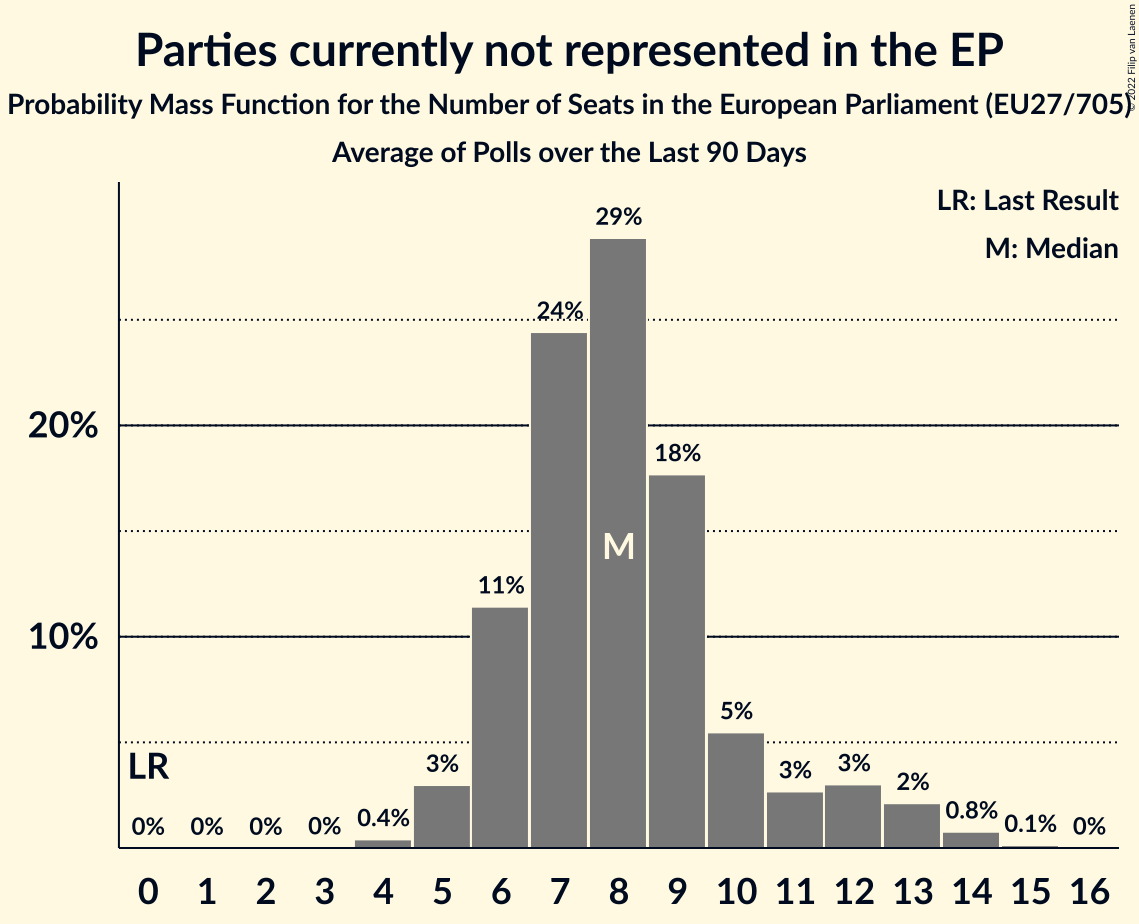 Parties currently not represented in the EP
Probability Mass Function for the Number of Seats in the European Parliament (EU27/705)
Average of Polls over the Last 90 Days
© 2022 Filip van Laenen
LR: Last Result
M: Median
20%
10%
LR
M
0% 0% 0% 0% 0.4% 3% 11% 24% 29% 18% 5% 3% 3% 2% 0.8% 0.1% 0%
0 1 2 3 4 5 6 7 8 9 10 11 12 13 14 15 16